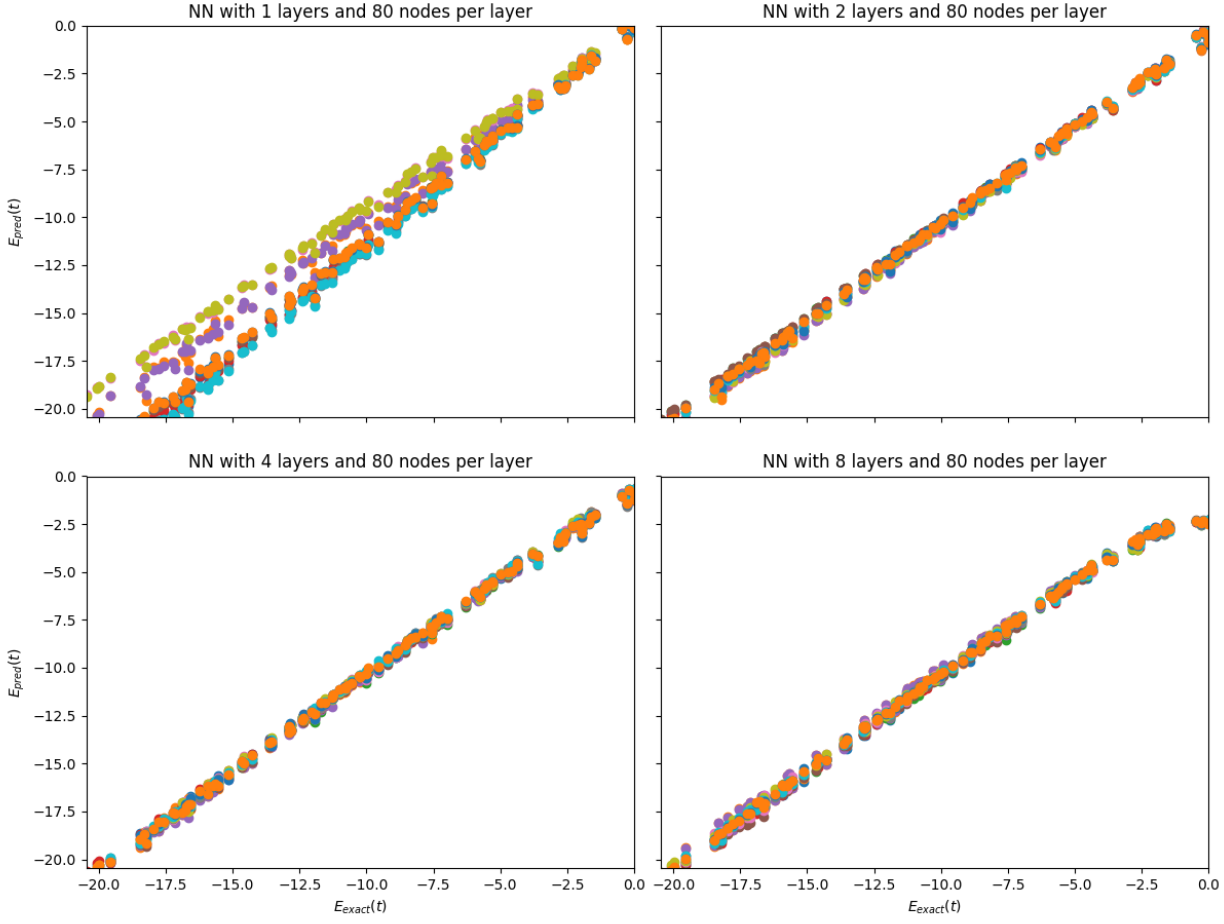 NN with 1 layers and 80 nodes per layer
NN with 2 layers and 80 nodes per layer
0.0
−2.5
−5.0
−7.5
−10.0
−12.5
−15.0
−17.5
−20.0
E_pred(t)
NN with 4 layers and 80 nodes per layer
NN with 8 layers and 80 nodes per layer
0.0
−2.5
−5.0
−7.5
−10.0
−12.5
−15.0
−17.5
−20.0
E_pred(t)
−20.0 −17.5 −15.0 −12.5 −10.0 −7.5 −5.0 −2.5 0.0
−20.0 −17.5 −15.0 −12.5 −10.0 −7.5 −5.0 −2.5 0.0
E_exact(t)
E_exact(t)